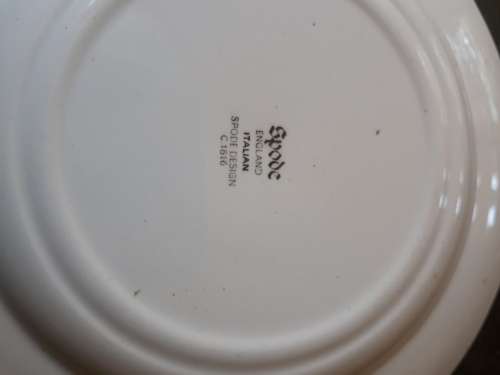 Spode
ENGLAND
ITALIAN
SPODE DESIGN
C 1816